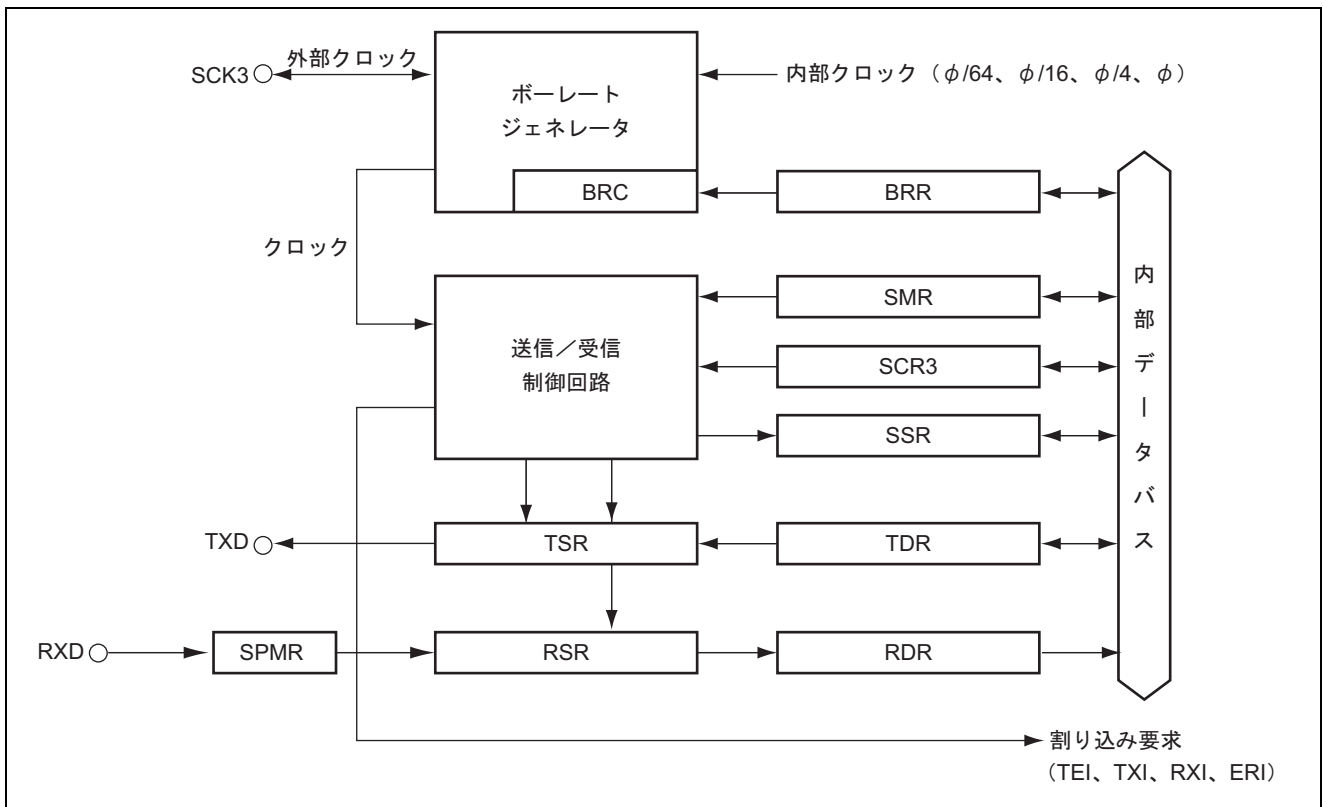 SCK3
外部クロック
ボーレート
ジェネレータ
内部クロック（φ/64、φ/16、φ/4、φ）
BRC
BRR
クロック
送信／受信
制御回路
SMR
SCR3
SSR
内部データバス
TXD
TSR
TDR
RXD
SPMR
RSR
RDR
割り込み要求
（TEI、TXI、RXI、ERI）